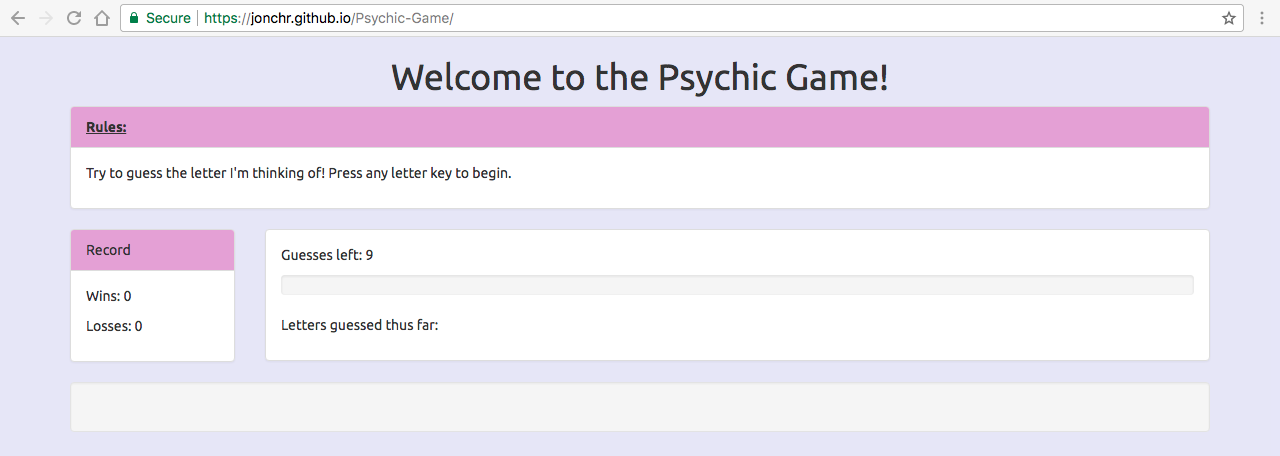 Secure https://jonchr.github.io/Psychic-Game/
Welcome to the Psychic Game!
Rules:
Try to guess the letter I'm thinking of! Press any letter key to begin.
Record
Wins: 0
Losses: 0
Guesses left: 9
Letters guessed thus far: